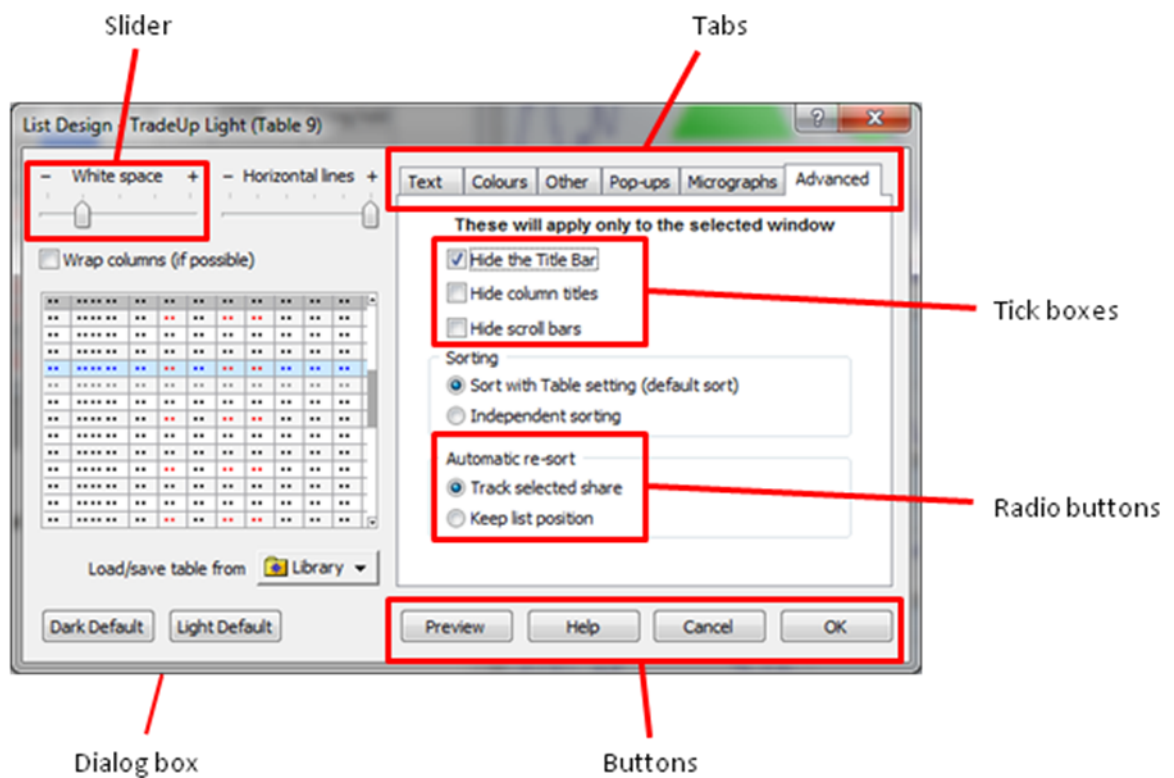 Slider
Tabs
List Design - TradeUp Light (Table 9)
?
X
- White space +
- Horizontal lines +
Wrap columns (if possible)
Load/save table from
Library
Dark Default
Light Default
Text
Colours
Other
Pop-ups
Micrographs
Advanced
These will apply only to the selected window
Hide the Title Bar
Hide column titles
Hide scroll bars
Sorting
Sort with Table setting (default sort)
Independent sorting
Automatic re-sort
Track selected share
Keep list position
Preview
Help
Cancel
OK
Tick boxes
Radio buttons
Dialog box
Buttons